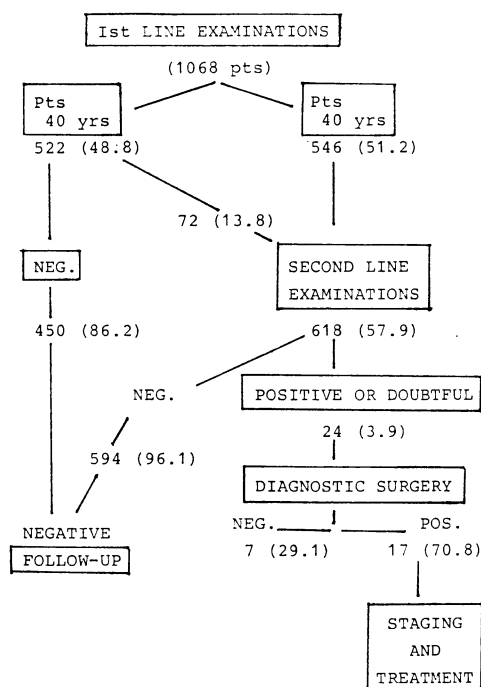 Ist LINE EXAMINATIONS
(1068 pts)
Pts
40 yrs
522 (48.8)
Pts
40 yrs
546 (51.2)
72 (13.8)
NEG.
SECOND LINE
EXAMINATIONS
450 (86.2)
618 (57.9)
NEG.
POSITIVE OR DOUBTFUL
24 (3.9)
594 (96.1)
DIAGNOSTIC SURGERY
NEG.
POS.
7 (29.1)
17 (70.8)
NEGATIVE
FOLLOW-UP
STAGING
AND
TREATMENT